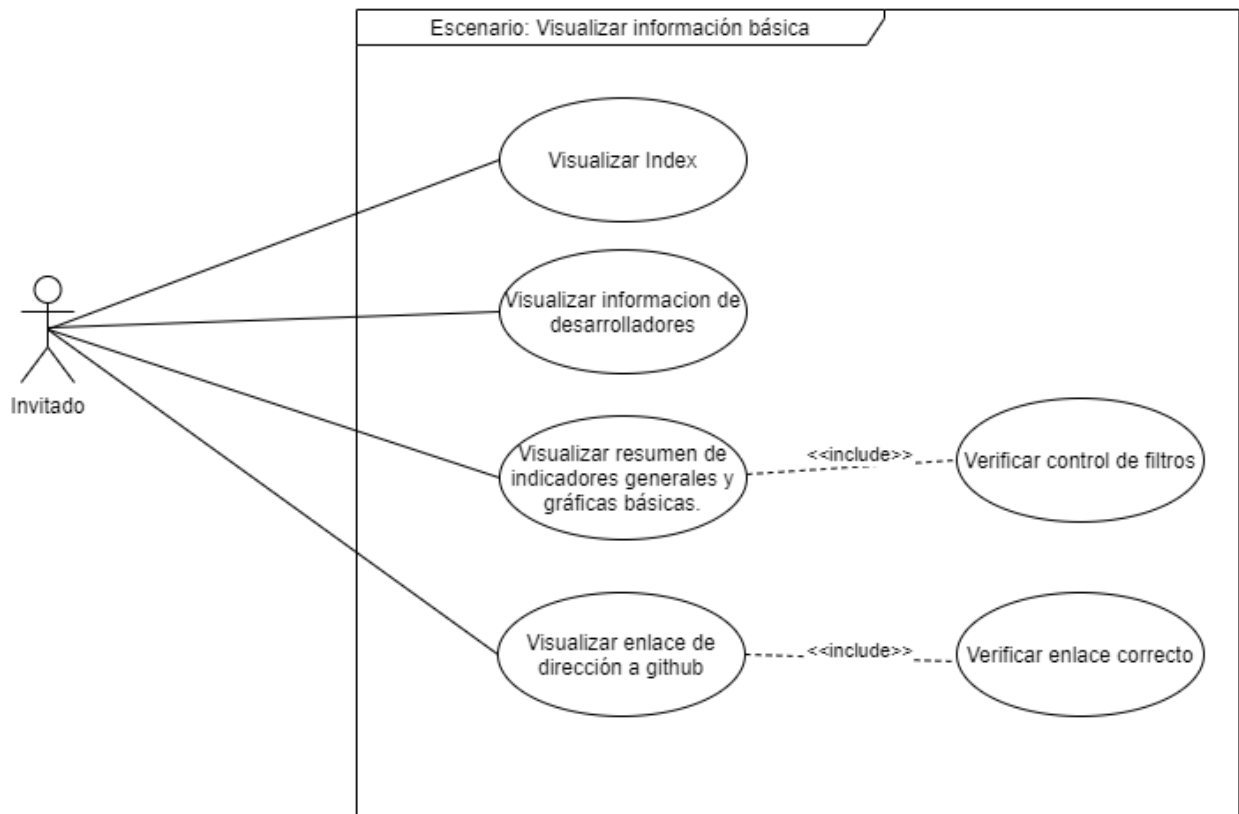 Escenario: Visualizar información básica
Visualizar Index
Visualizar informacion de
desarrolladores
Invitado
Visualizar resumen de
indicadores generales y
gráficas básicas.
<<include>>
Verificar control de filtros
Visualizar enlace de
dirección a github
<<include>>
Verificar enlace correcto